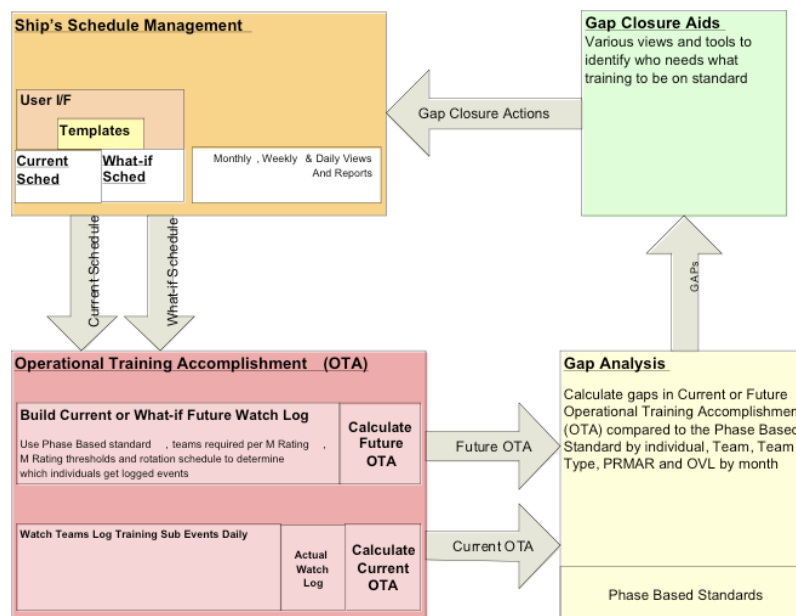 Ship's Schedule Management
User I/F
Templates
Current
Sched
What-if
Sched
Monthly , Weekly & Daily Views
And Reports
Gap Closure Actions
Gap Closure Aids
Various views and tools to
identify who needs what
training to be on standard
Current Schedule
What-if Schedule
GAPs
Operational Training Accomplishment (OTA)
Build Current or What-if Future Watch Log
Use Phase Based standard , teams required per M Rating ,
M Rating thresholds and rotation schedule to determine
which individuals get logged events
Calculate
Future
OTA
Watch Teams Log Training Sub Events Daily
Actual
Watch
Log
Calculate
Current
OTA
Future OTA
Current OTA
Gap Analysis
Calculate gaps in Current or Future
Operational Training Accomplishment
(OTA) compared to the Phase Based
Standard by individual, Team, Team
Type, PRMAR and OVL by month
Phase Based Standards